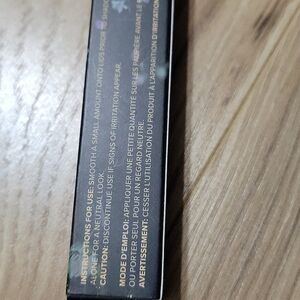 INSTRUCTIONS FOR USE: SMOOTH A SMALL AMOUNT ONTO LIDS PRIOR TO SHADOW
ALONE FOR A NEUTRAL LOOK.
CAUTION: DISCONTINUE USE IF SIGNS OF IRRITATION APPEAR.
MODE D'EMPLOI: APPLIQUER UNE PETITE QUANTITÉ SUR LES PAUPIÈRE AVANT LE
OU PORTER SEUL POUR UN REGARD NEUTRE.
AVERTISSEMENT: CESSER L'UTILISATION DU PRODUIT À L'APPARITION D'IRRITATION